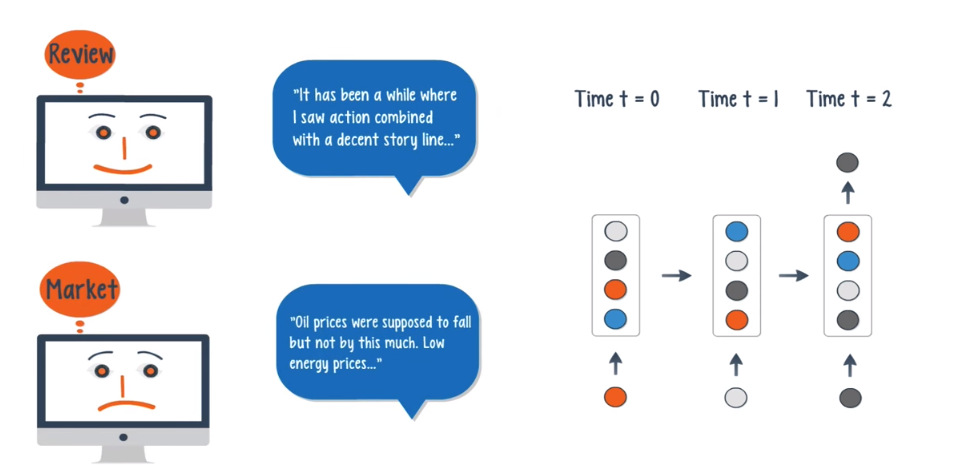 Review
"It has been a while where
I saw action combined
with a decent story line..."
Market
"Oil prices were supposed to fall
but not by this much. Low
energy prices..."
Time t = 0
Time t = 1
Time t = 2